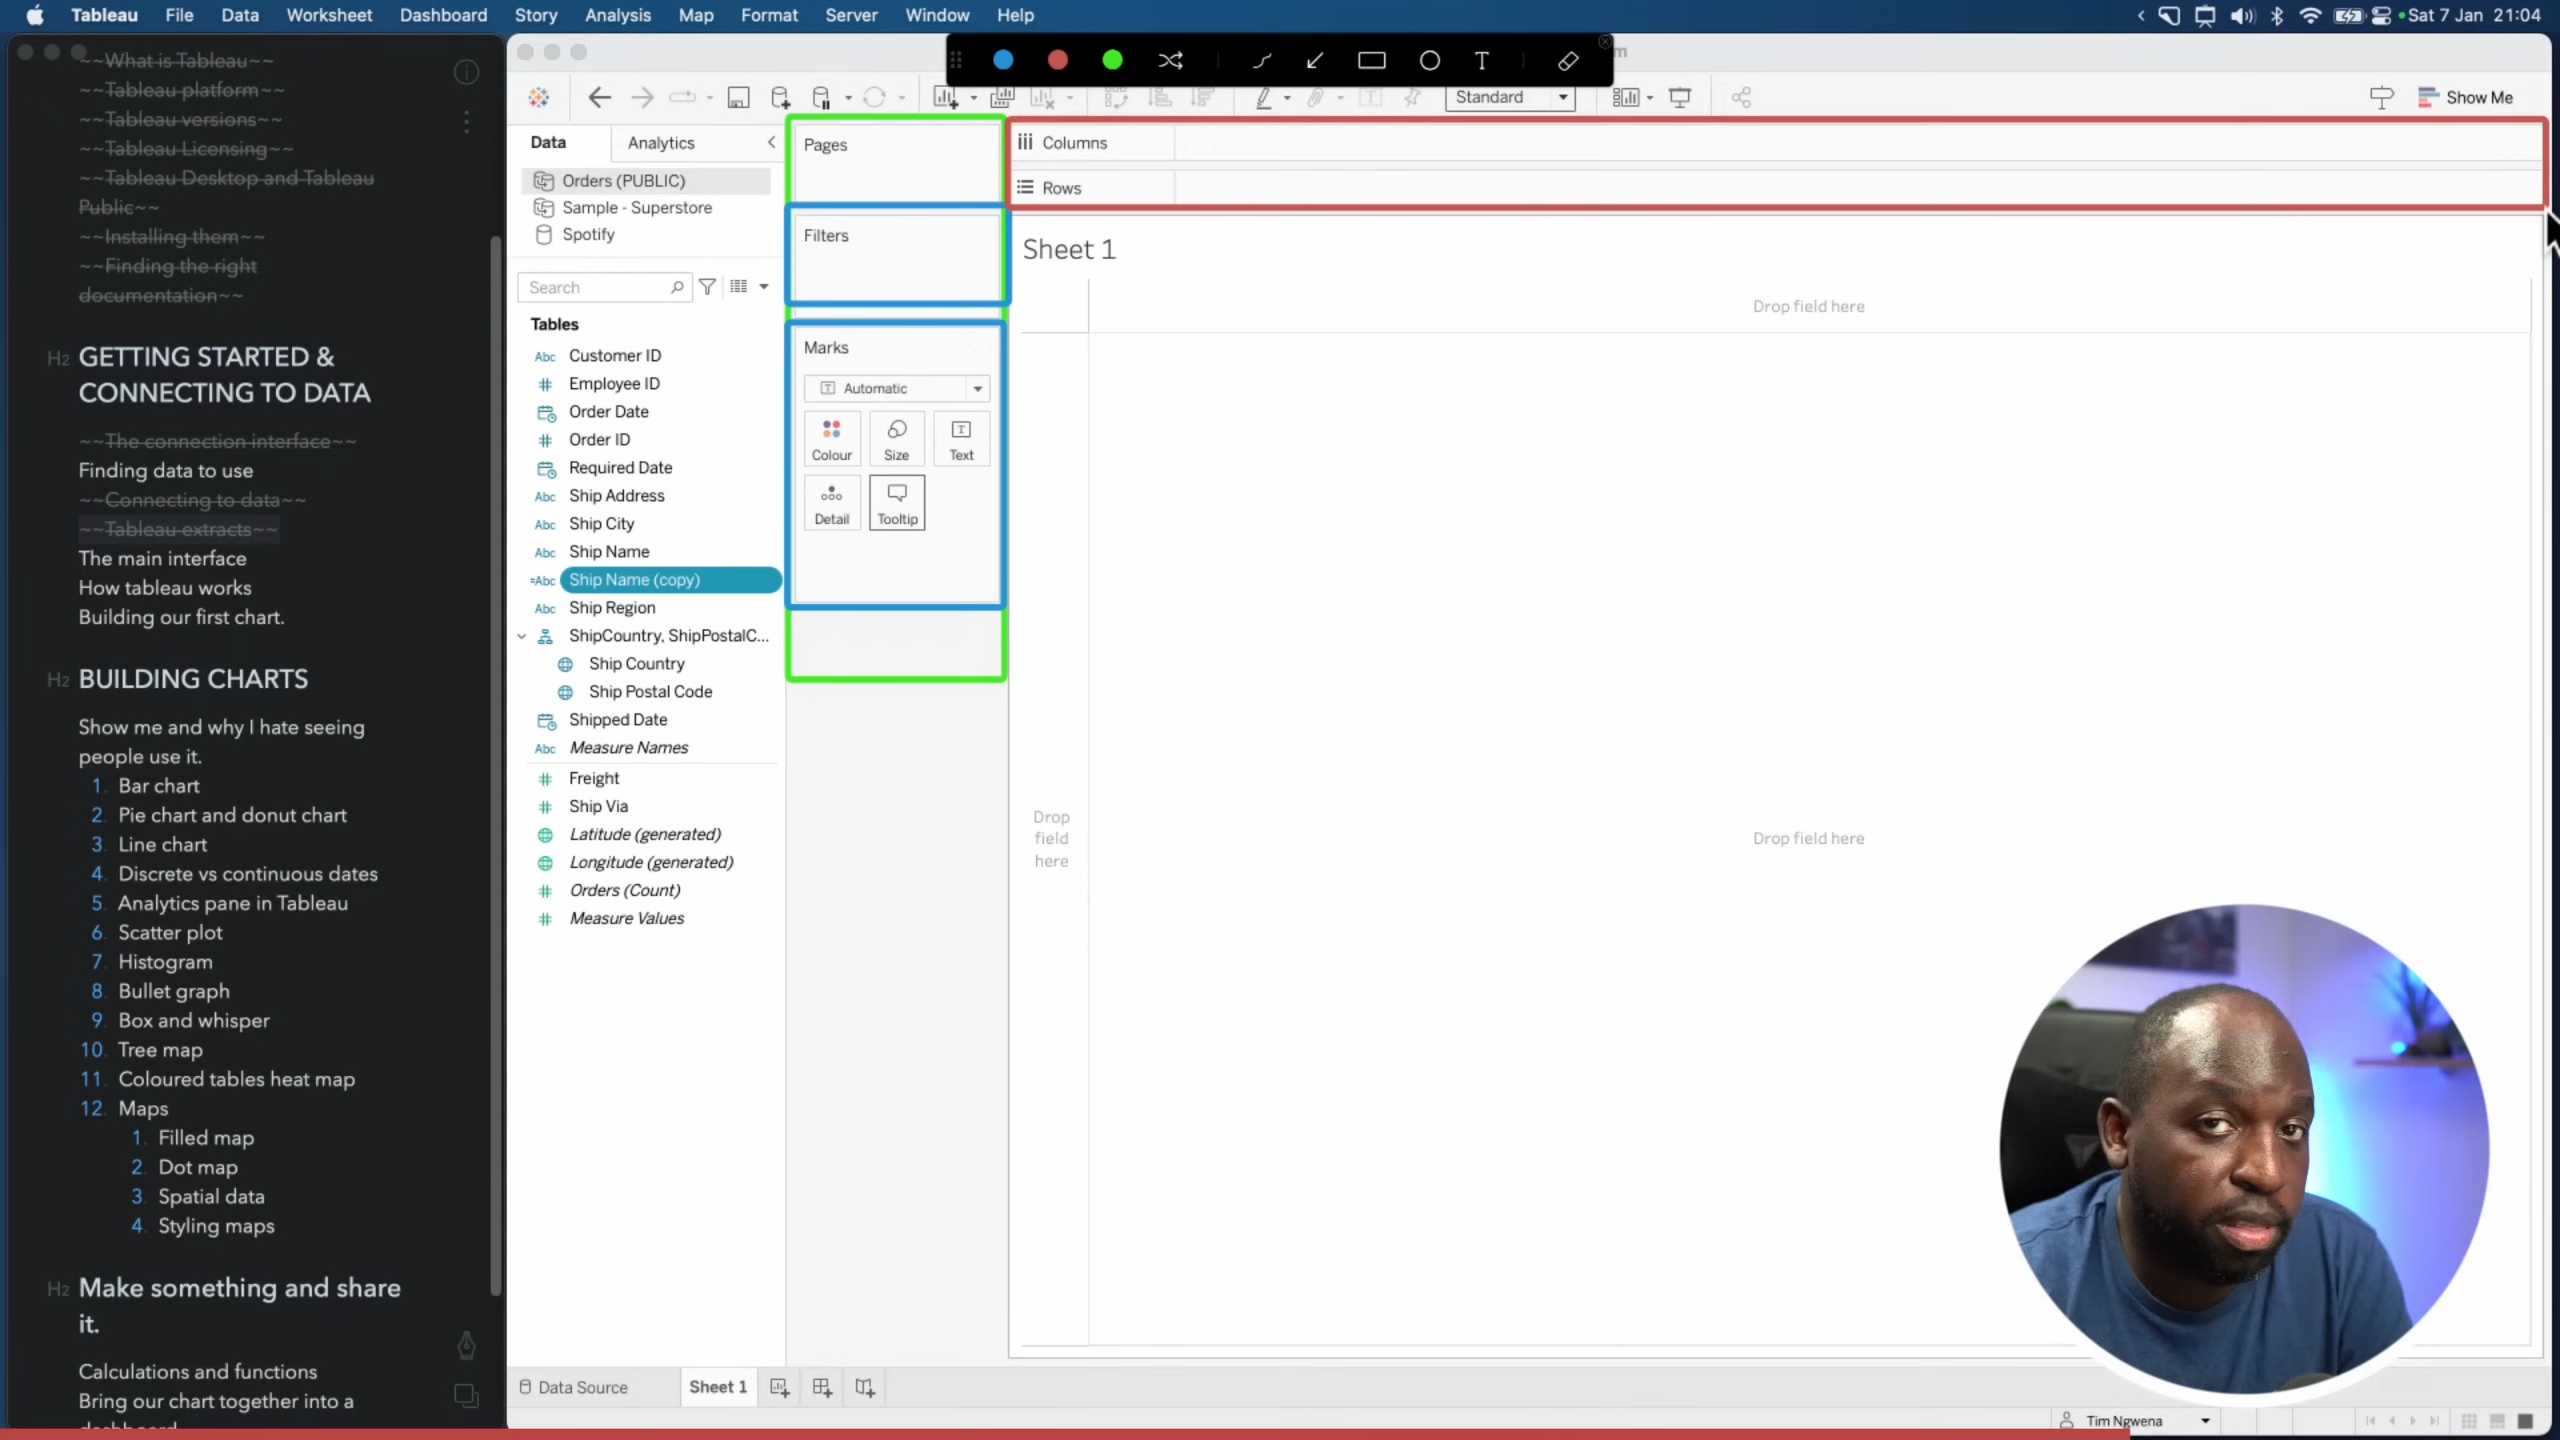 Tableau File Data Worksheet Dashboard Story Analysis Map Format Server Window Help Sat 7 Jan 21:04
~~What is Tableau~~
~~Tableau platform~~
~~Tableau versions~~
~~Tableau Licensing~~
~~Tableau Desktop and Tableau
Public~~
~~Installing them~~
~~Finding the right
documentation~~
H2 GETTING STARTED &
CONNECTING TO DATA
~~The connection interface~~
Finding data to use
~~Connecting to data~~
~~Tableau extracts~~
The main interface
How tableau works
Building our first chart.
H2 BUILDING CHARTS
Show me and why I hate seeing
people use it.
1. Bar chart
2. Pie chart and donut chart
3. Line chart
4. Discrete vs continuous dates
5. Analytics pane in Tableau
6. Scatter plot
7. Histogram
8. Bullet graph
9. Box and whisper
10. Tree map
11. Coloured tables heat map
12. Maps
1. Filled map
2. Dot map
3. Spatial data
4. Styling maps
H2 Make something and share
it.
Calculations and functions
Bring our chart together into a
dashboard
T
Standard
Show Me
Data Analytics
Orders (PUBLIC)
Sample - Superstore
Spotify
Search
Tables
Abc Customer ID
# Employee ID
Order Date
# Order ID
Required Date
Abc Ship Address
Abc Ship City
Abc Ship Name
=Abc Ship Name (copy)
Abc Ship Region
ShipCountry, ShipPostalC...
Ship Country
Ship Postal Code
Shipped Date
Abc Measure Names
# Freight
# Ship Via
Latitude (generated)
Longitude (generated)
# Orders (Count)
# Measure Values
Pages
Filters
Marks
Automatic
Colour Size Text
Detail Tooltip
Columns
Rows
Sheet 1
Drop field here
Drop
field
here
Drop field here
Data Source Sheet 1
Tim Ngwena